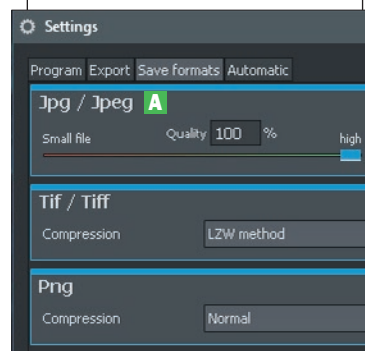 Settings
Program Export Save formats Automatic
Jpg / Jpeg A
Small file Quality 100 % high
Tif / Tiff
Compression LZW method
Png
Compression Normal